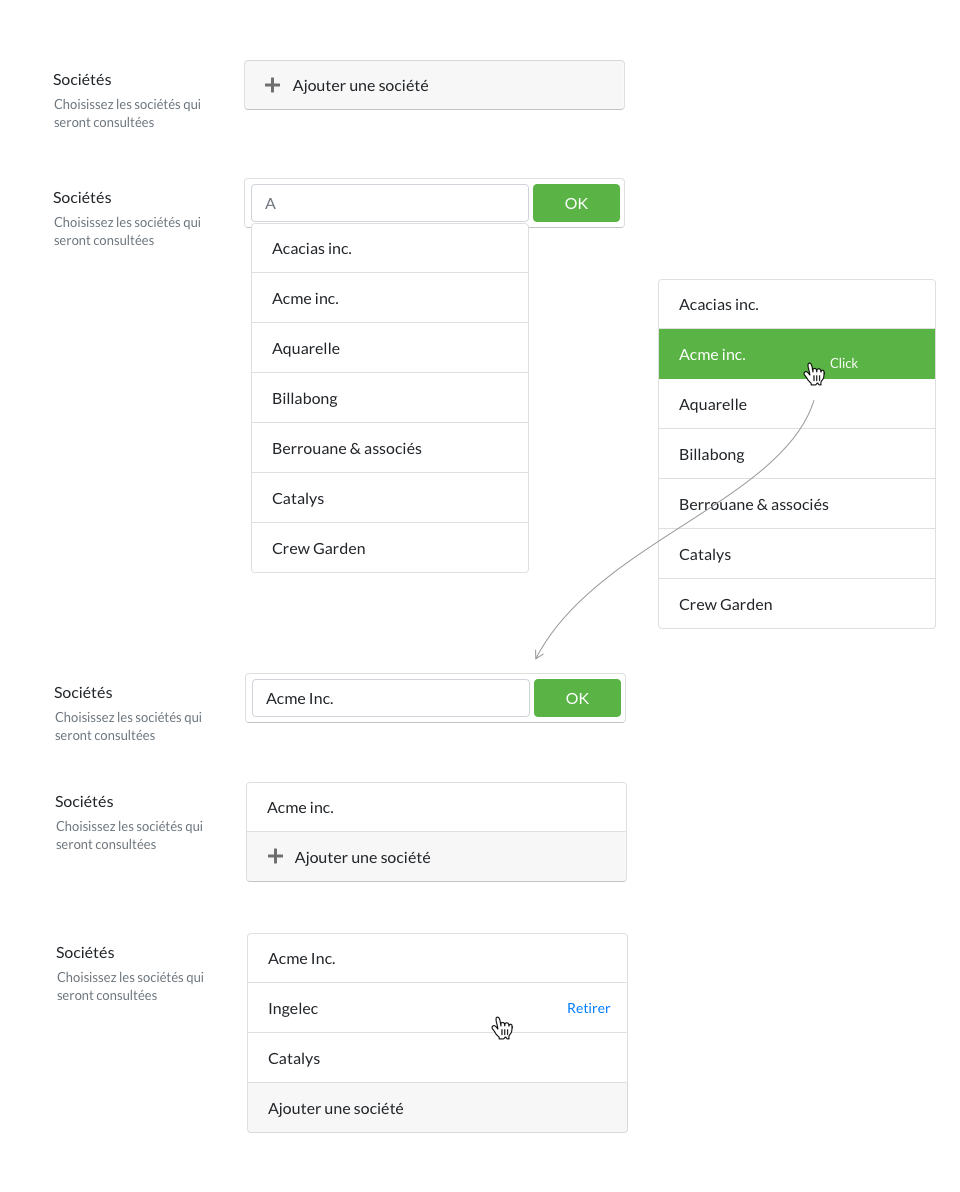 Sociétés
Choisissez les sociétés qui
seront consultées
Ajouter une société
Sociétés
Choisissez les sociétés qui
seront consultées
A
OK
Acacias inc.
Acme inc.
Aquarelle
Billabong
Berrouane & associés
Catalys
Crew Garden
Acacias inc.
Acme inc.
Click
Aquarelle
Billabong
Berrouane & associés
Catalys
Crew Garden
Sociétés
Choisissez les sociétés qui
seront consultées
Acme Inc.
OK
Sociétés
Choisissez les sociétés qui
seront consultées
Acme inc.
Ajouter une société
Sociétés
Choisissez les sociétés qui
seront consultées
Acme Inc.
Ingelec
Retirer
Catalys
Ajouter une société